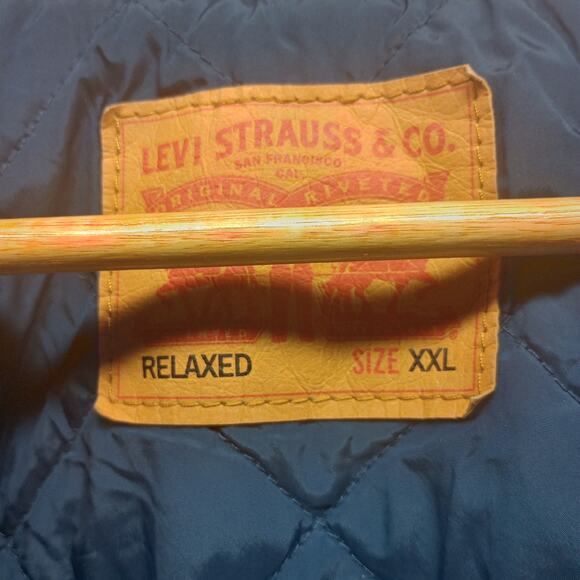 LEVI STRAUSS & CO.
SAN FRANCISCO
CAL.
ORIGINAL RIVETED
RELAXED SIZE XXL